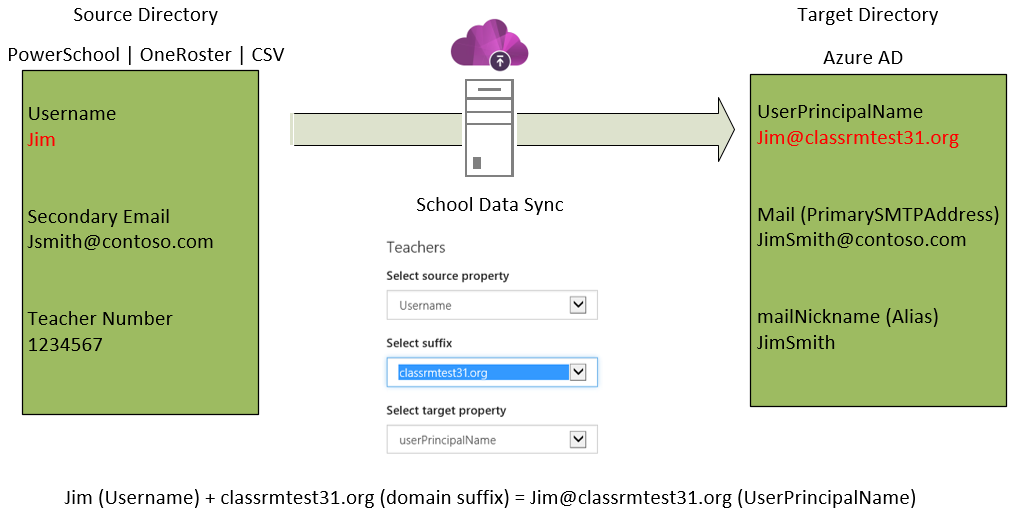 Source Directory
PowerSchool | OneRoster | CSV
Username
Jim
Secondary Email
Jsmith@contoso.com
Teacher Number
1234567
School Data Sync
Teachers
Select source property
Username
Select suffix
classrmtest31.org
Select target property
userPrincipalName
Target Directory
Azure AD
UserPrincipalName
Jim@classrmtest31.org
Mail (PrimarySMTPAddress)
JimSmith@contoso.com
mailNickname (Alias)
JimSmith
Jim (Username) + classrmtest31.org (domain suffix) = Jim@classrmtest31.org (UserPrincipalName)